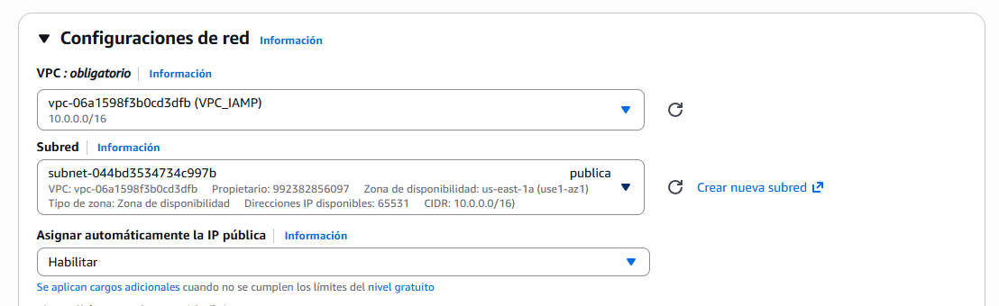 Configuraciones de red Información
VPC : obligatorio Información
vpc-06a1598f3b0cd3dfb (VPC_IAMP)
10.0.0.0/16
Subred Información
subnet-044bd3534734c997b publica
VPC: vpc-06a1598f3b0cd3dfb Propietario: 992382856097 Zona de disponibilidad: us-east-1a (use1-az1)
Tipo de zona: Zona de disponibilidad Direcciones IP disponibles: 65531 CIDR: 10.0.0.0/16)
Crear nueva subred
Asignar automáticamente la IP pública Información
Habilitar
Se aplican cargos adicionales cuando no se cumplen los límites del nivel gratuito